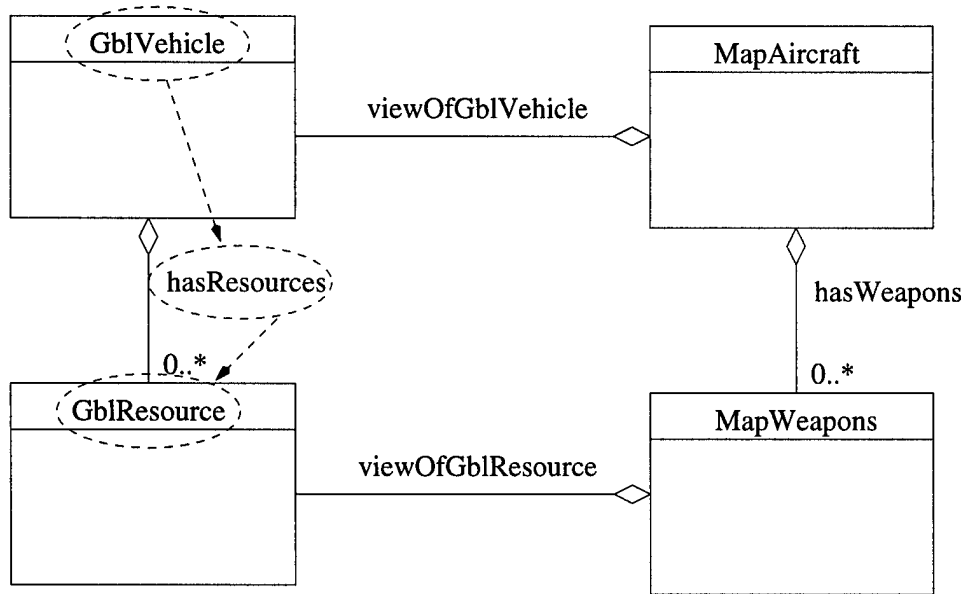 GblVehicle
MapAircraft
viewOfGblVehicle
hasResources
hasWeapons
0..*
0..*
GblResource
MapWeapons
viewOfGblResource